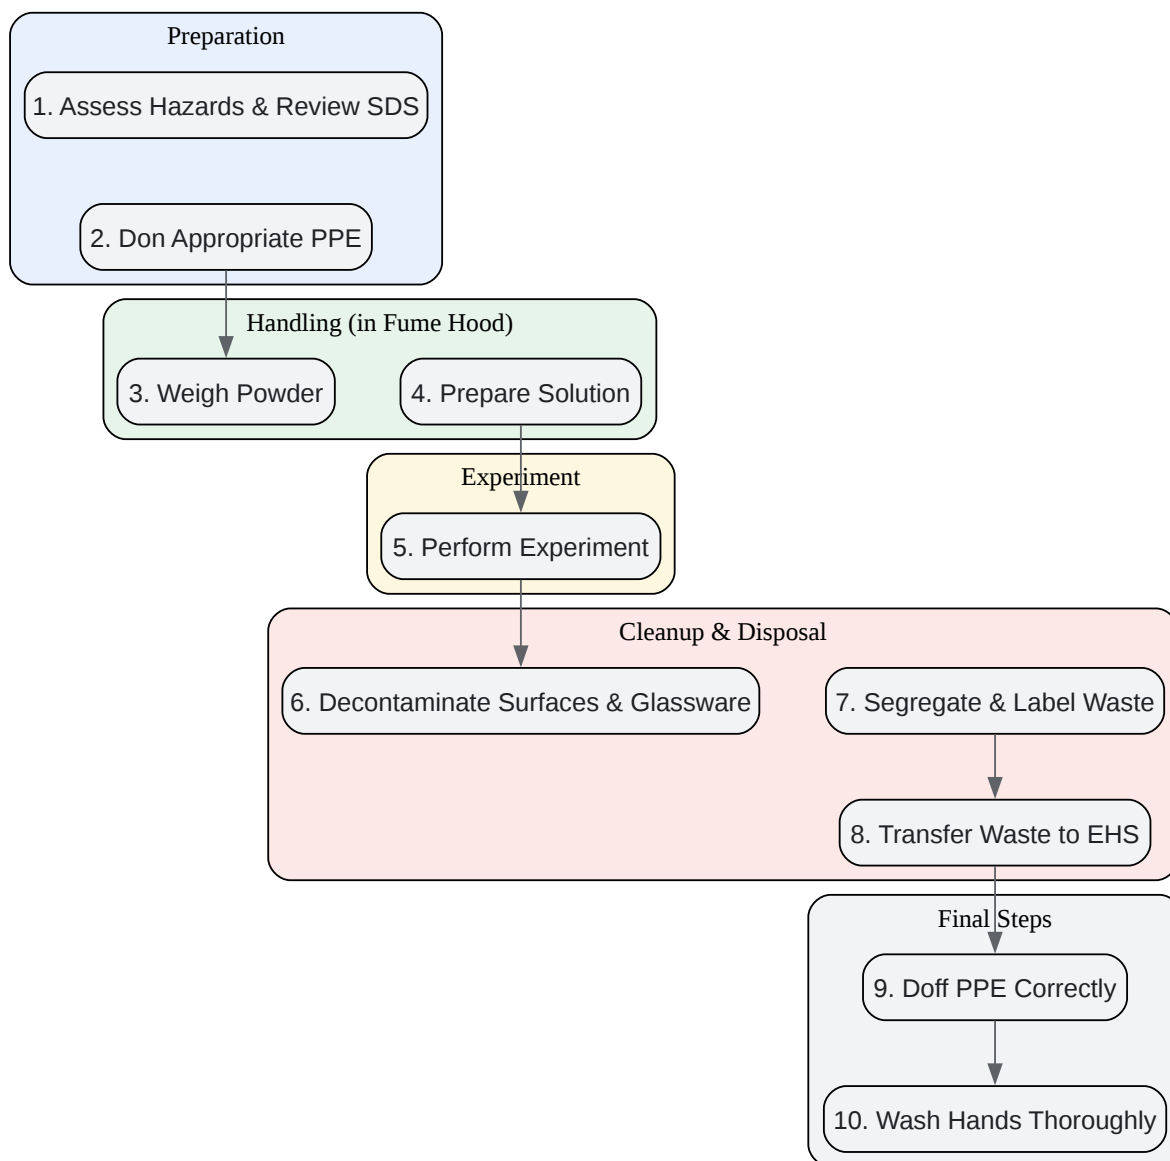 Preparation
1. Assess Hazards & Review SDS
2. Don Appropriate PPE
Handling (in Fume Hood)
3. Weigh Powder
4. Prepare Solution
Experiment
5. Perform Experiment
Cleanup & Disposal
6. Decontaminate Surfaces & Glassware
7. Segregate & Label Waste
8. Transfer Waste to EHS
Final Steps
9. Doff PPE Correctly
10. Wash Hands Thoroughly